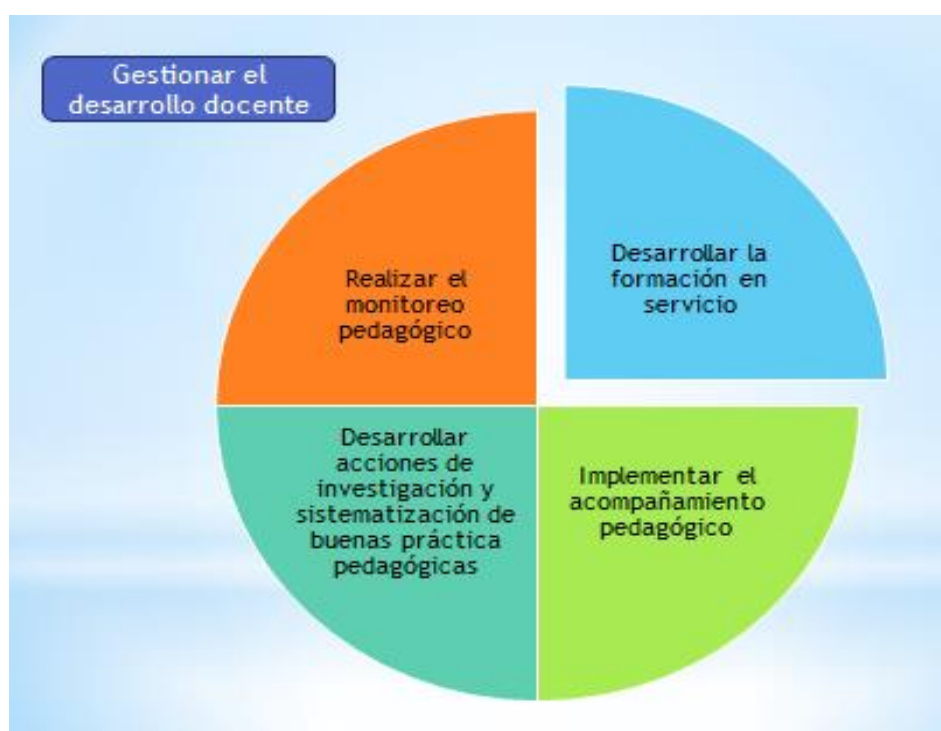 Gestionar el
desarrollo docente
Desarrollar la
formación en
servicio
Realizar el
monitoreo
pedagógico
Desarrollar
acciones de
investigación y
sistematización de
buenas práctica
pedagógicas
Implementar el
acompañamiento
pedagógico